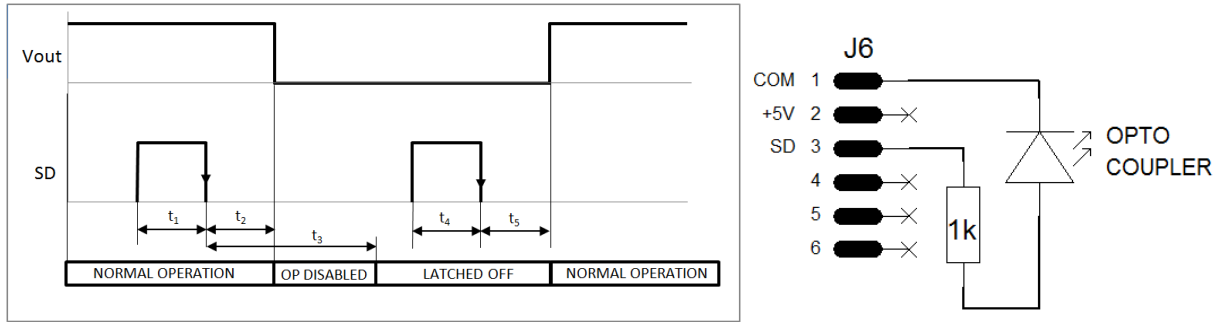 Vout
SD
t1
t2
t3
t4
t5
NORMAL OPERATION
OP DISABLED
LATCHED OFF
NORMAL OPERATION
J6
COM 1
+5V 2
SD 3
4
5
6
1k
OPTO
COUPLER